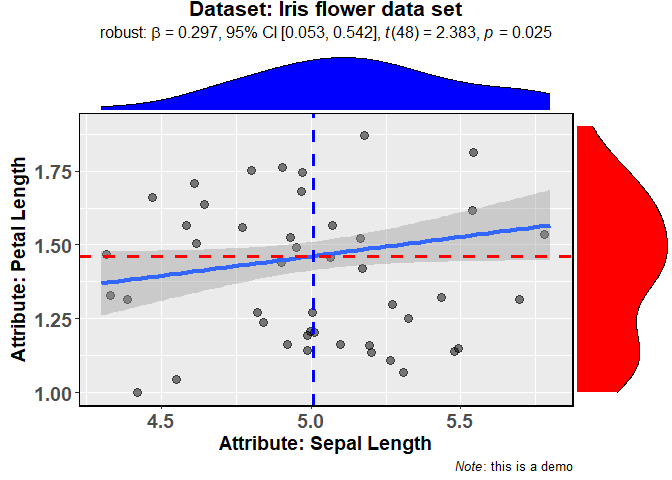 Dataset: Iris flower data set
robust: β = 0.297, 95% CI [0.053, 0.542], t(48) = 2.383, p = 0.025
Attribute: Petal Length
1.75
1.50
1.25
1.00
4.5 5.0 5.5
Attribute: Sepal Length
Note: this is a demo